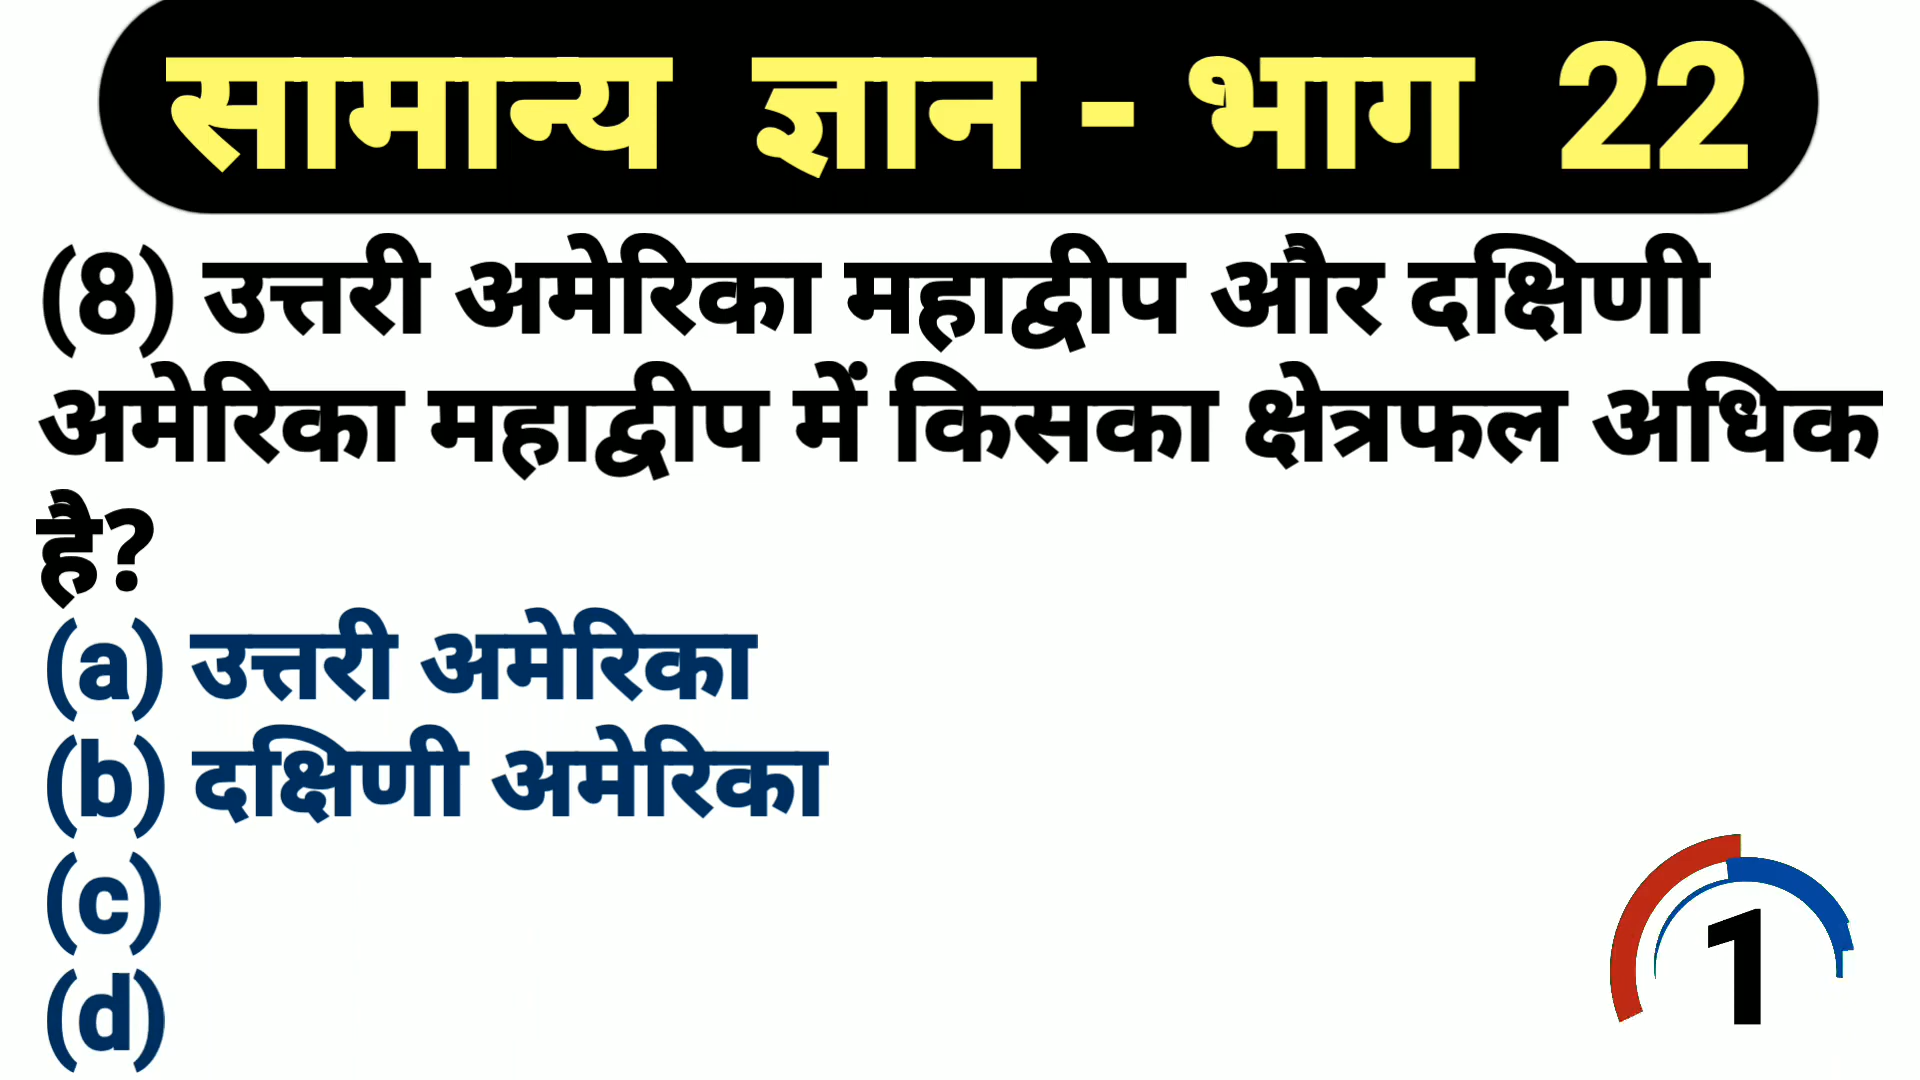 सामान्य ज्ञान - भाग 22
(8) उत्तरी अमेरिका महाद्वीप और दक्षिणी
अमेरिका महाद्वीप में किसका क्षेत्रफल अधिक
है?
(a) उत्तरी अमेरिका
(b) दक्षिणी अमेरिका
(c)
(d)
1